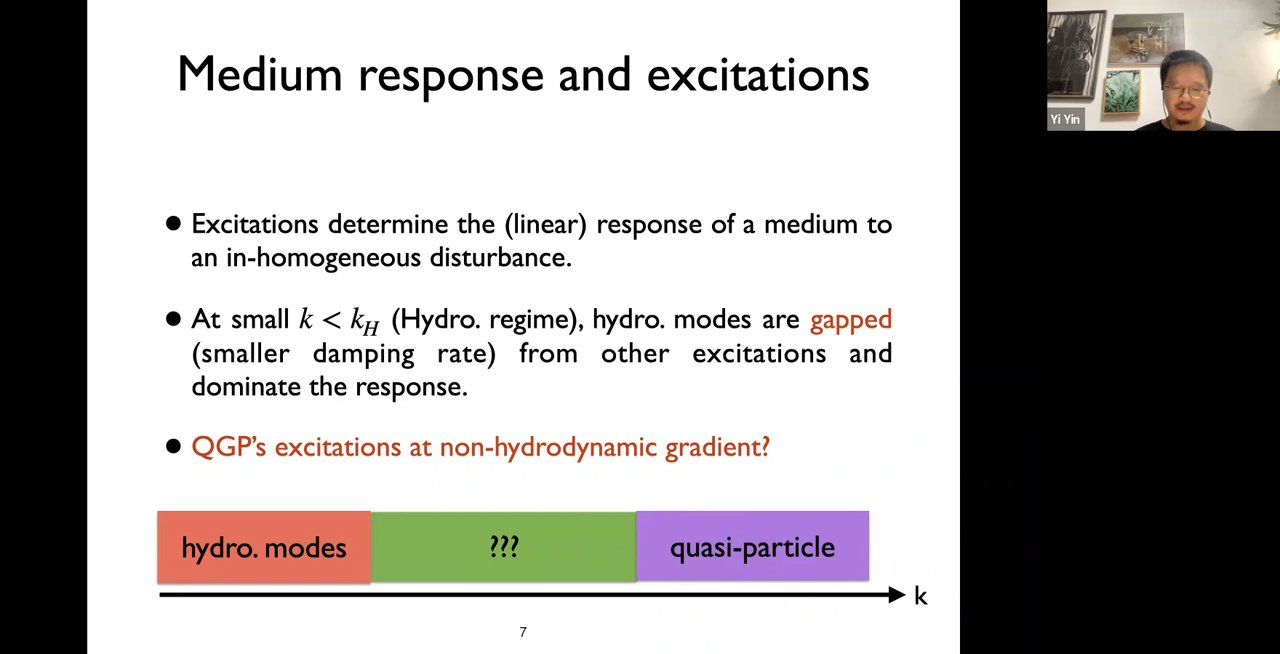 Medium response and excitations
Yi Yin
● Excitations determine the (linear) response of a medium to
an in-homogeneous disturbance.
● At small k < k_H (Hydro. regime), hydro. modes are gapped
(smaller damping rate) from other excitations and
dominate the response.
● QGP's excitations at non-hydrodynamic gradient?
hydro. modes ??? quasi-particle
k
7